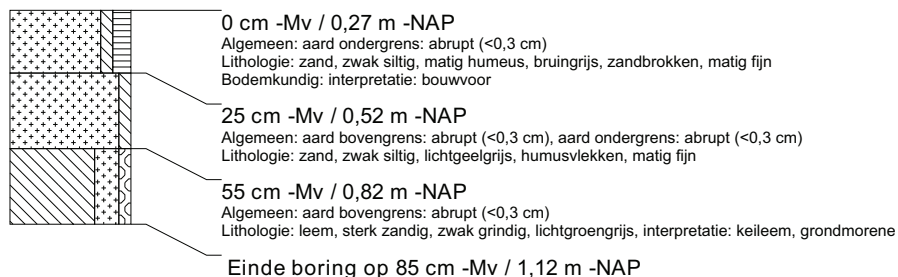 0 cm -Mv / 0,27 m -NAP
Algemeen: aard ondergrens: abrupt (<0,3 cm)
Lithologie: zand, zwak siltig, matig humeus, bruingrijs, zandbrokken, matig fijn
Bodemkundig: interpretatie: bouwvoor
25 cm -Mv / 0,52 m -NAP
Algemeen: aard bovengrens: abrupt (<0,3 cm), aard ondergrens: abrupt (<0,3 cm)
Lithologie: zand, zwak siltig, lichtgeelgrijs, humusvlekken, matig fijn
55 cm -Mv / 0,82 m -NAP
Algemeen: aard bovengrens: abrupt (<0,3 cm)
Lithologie: leem, sterk zandig, zwak grindig, lichtgroengrijs, interpretatie: keileem, grondmorene
Einde boring op 85 cm -Mv / 1,12 m -NAP